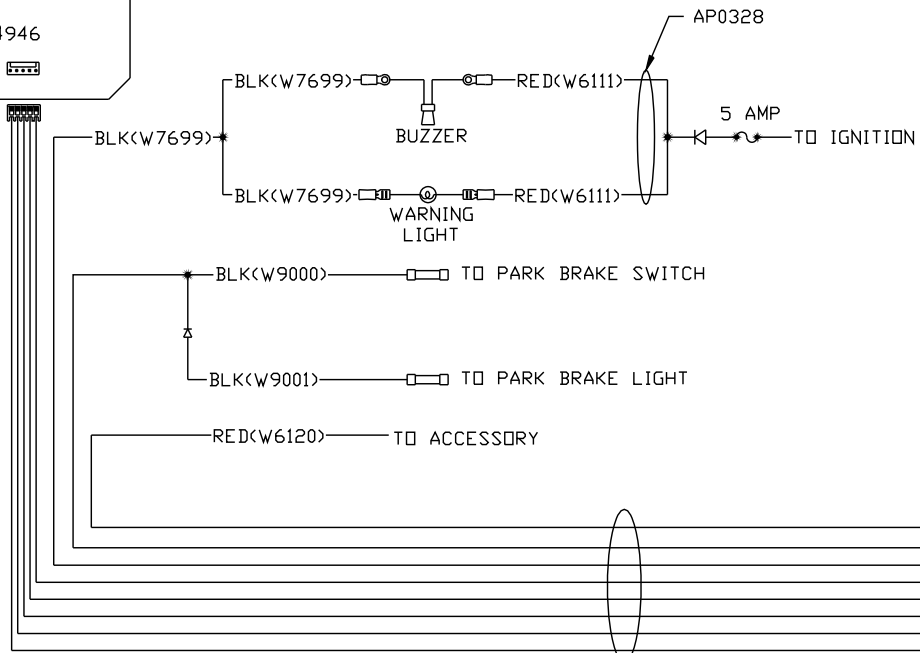 AP0328
4946
BLK(W7699) RED(W6111)
BUZZER
5 AMP
BLK(W7699) TO IGNITION
BLK(W7699) RED(W6111)
WARNING
LIGHT
BLK(W9000) TO PARK BRAKE SWITCH
BLK(W9001) TO PARK BRAKE LIGHT
RED(W6120) TO ACCESSORY